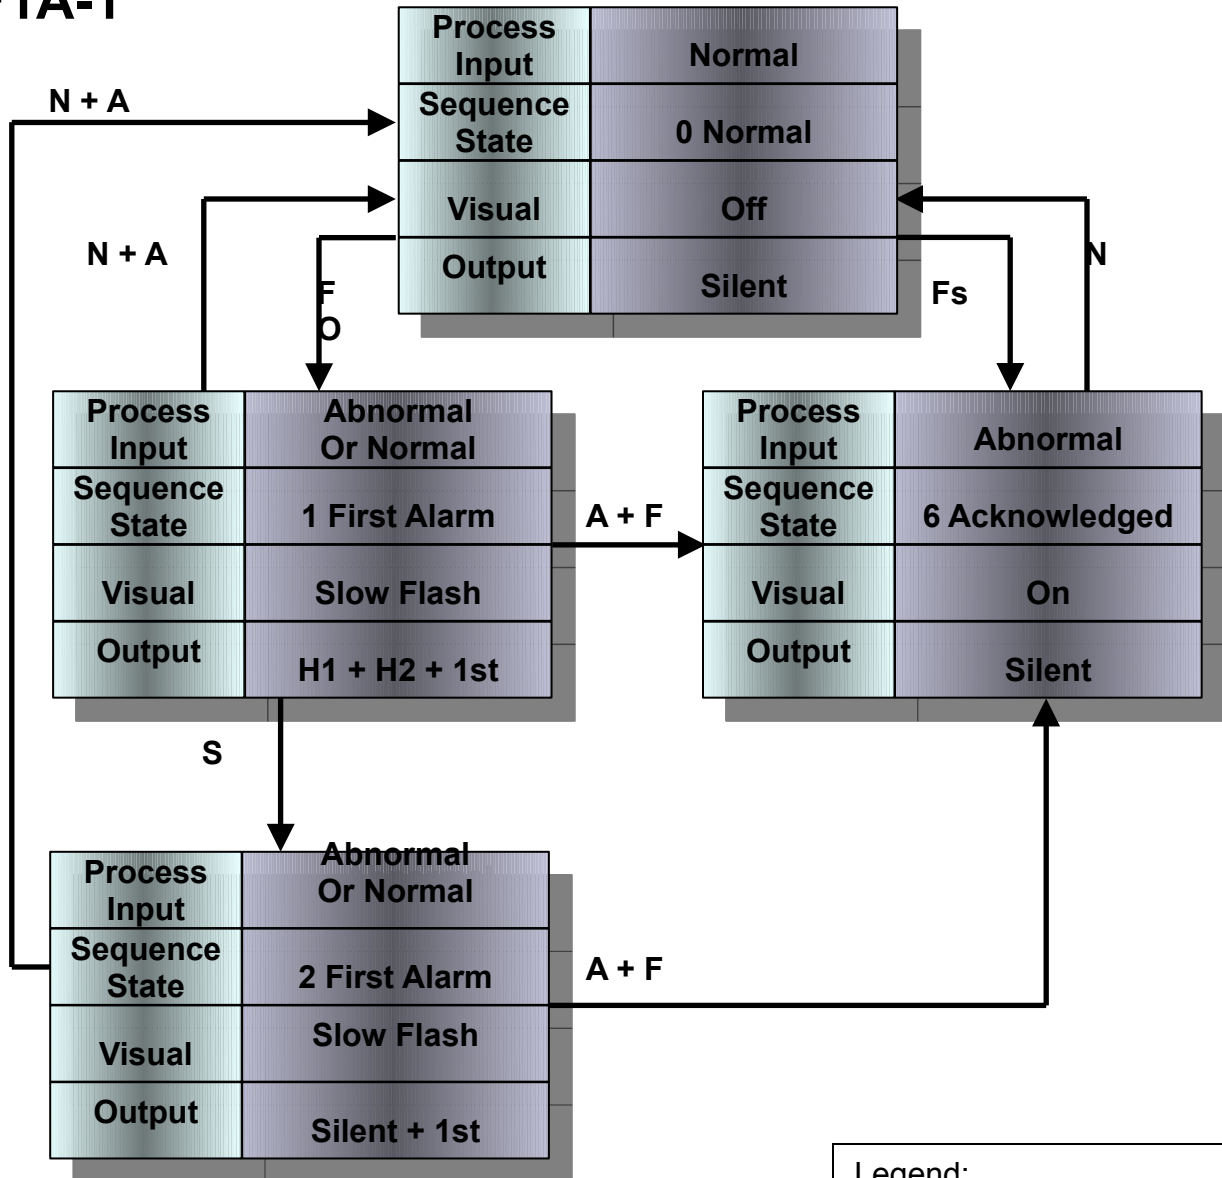 1A-1
Process
Input
Normal
Sequence
State
0 Normal
Visual
Off
Output
Silent
N + A
N + A
F
O
Fs
N
Process
Input
Abnormal
Or Normal
Sequence
State
1 First Alarm
Visual
Slow Flash
Output
H1 + H2 + 1st
A + F
Process
Input
Abnormal
Sequence
State
6 Acknowledged
Visual
On
Output
Silent
S
Process
Input
Abnormal
Or Normal
Sequence
State
2 First Alarm
Visual
Slow Flash
Output
Silent + 1st
A + F
Legend: